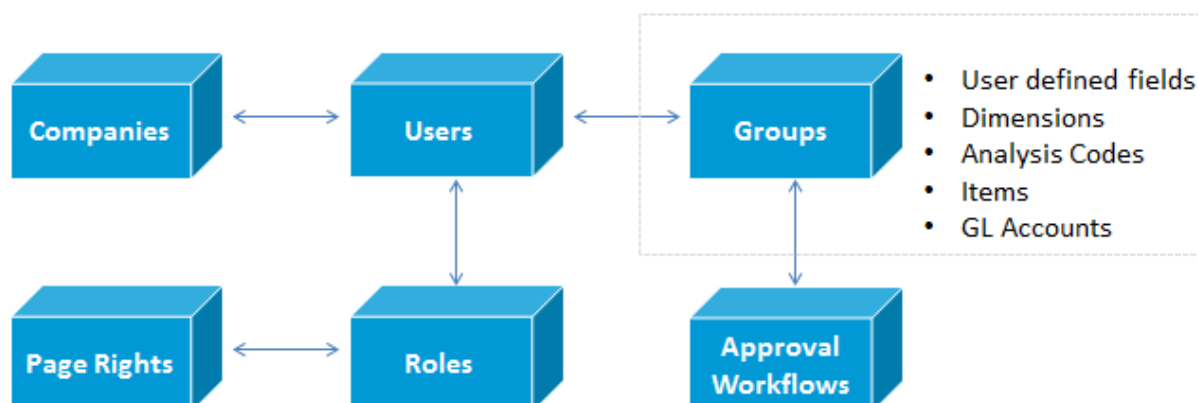 Companies
Users
Groups
• User defined fields
• Dimensions
• Analysis Codes
• Items
• GL Accounts
Page Rights
Roles
Approval
Workflows